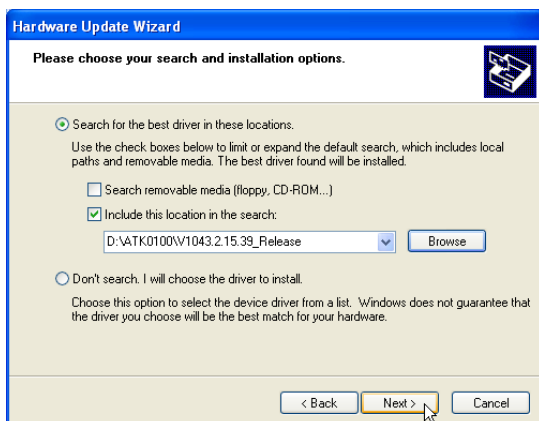 Hardware Update Wizard
Please choose your search and installation options.
Search for the best driver in these locations.
Use the check boxes below to limit or expand the default search, which includes local
paths and removable media. The best driver found will be installed.
Search removable media (floppy, CD-ROM...)
Include this location in the search:
D:\ATK0100\V1043.2.15.39_Release
Browse
Don't search. I will choose the driver to install.
Choose this option to select the device driver from a list. Windows does not guarantee that
the driver you choose will be the best match for your hardware.
< Back Next > Cancel